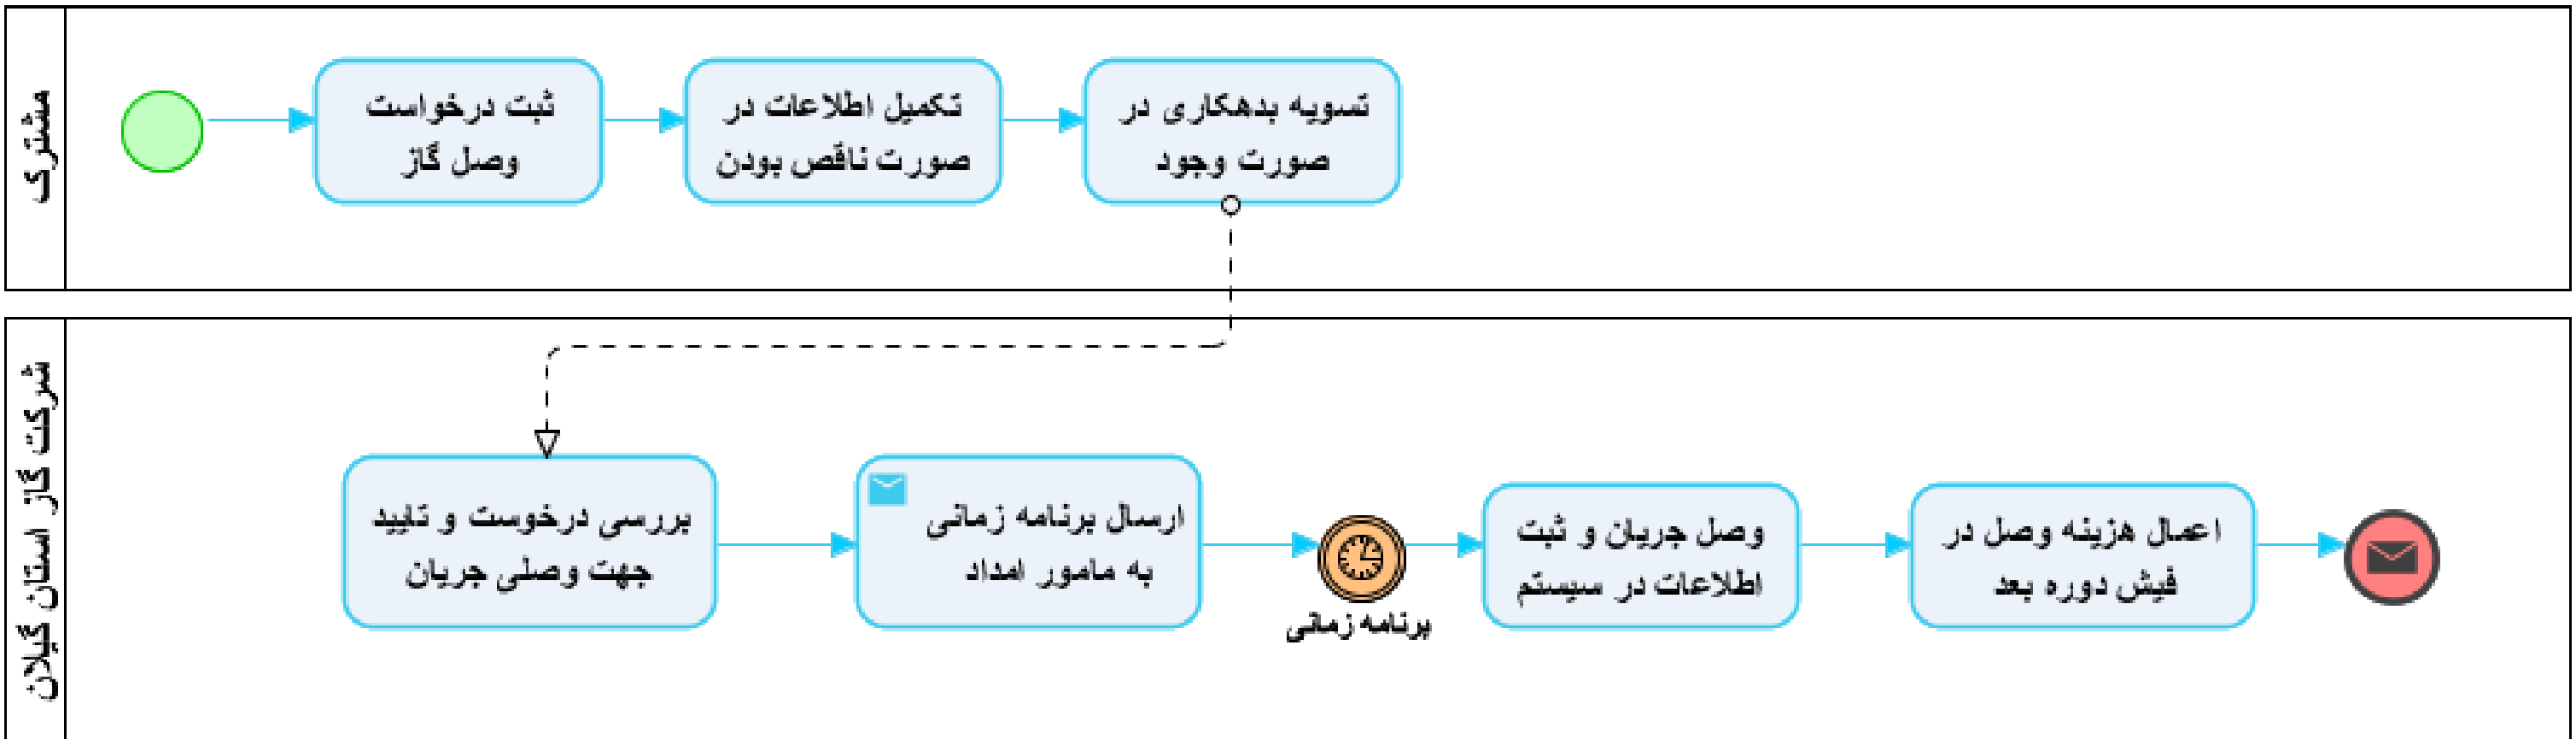 مشترک
ثبت درخواست
وصل گاز
تکمیل اطلاعات در
صورت ناقص بودن
تسویه بدهکاری در
صورت وجود
شرکت گاز استان گیلان
بررسی درخوست و تایید
جهت وصلی جریان
ارسال برنامه زمانی
به مامور امداد
برنامه زمانی
وصل جریان و ثبت
اطلاعات در سیستم
اعمال هزینه وصل در
فیش دوره بعد